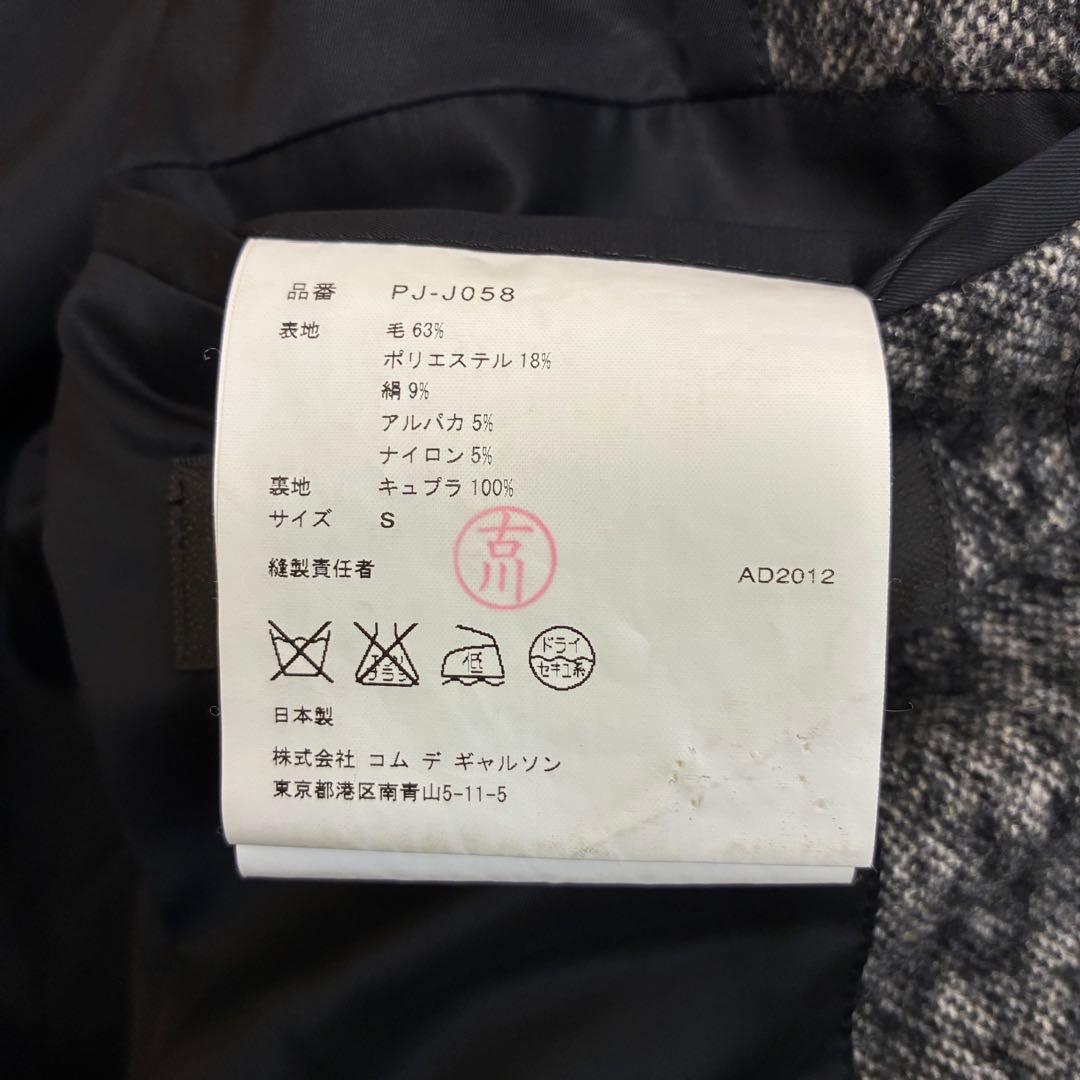 品番 PJ-J058
表地 毛 63%
ポリエステル 18%
絹 9%
アルパカ 5%
ナイロン 5%
裏地 キュプラ 100%
サイズ S
古川
縫製責任者 AD2012
低
ドライ
セキユ系
日本製
株式会社 コム デ ギャルソン
東京都港区南青山5-11-5